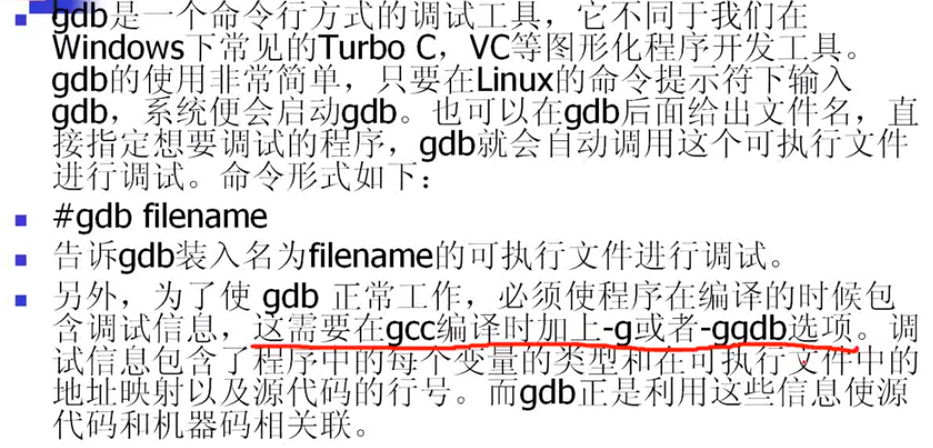 gdb是一个命令行方式的调试工具，它不同于我们在
Windows下常见的Turbo C，VC等图形化程序开发工具。
gdb的使用非常简单，只要在Linux的命令提示符下输入
gdb，系统便会启动gdb。也可以在gdb后面给出文件名，直
接指定想要调试的程序，gdb就会自动调用这个可执行文件
进行调试。命令形式如下：
#gdb filename
告诉gdb装入名为filename的可执行文件进行调试。
另外，为了使 gdb 正常工作，必须使程序在编译的时候包
含调试信息，这需要在gcc编译时加上-g或者-ggdb选项。调
试信息包含了程序中的每个变量的类型和在可执行文件中的
地址映射以及源代码的行号。而gdb正是利用这些信息使源
代码和机器码相关联。